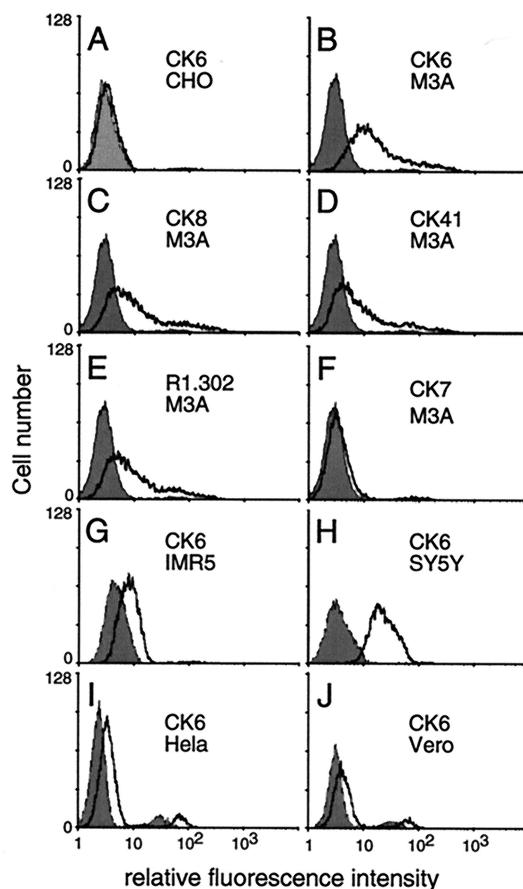 128
A
CK6
CHO
0
B
CK6
M3A
128
C
CK8
M3A
0
D
CK41
M3A
128
E
R1.302
M3A
0
F
CK7
M3A
128
G
CK6
IMR5
0
H
CK6
SY5Y
128
I
CK6
Hela
0
J
CK6
Vero
Cell number
1 10 10² 10³
1 10 10² 10³
relative fluorescence intensity